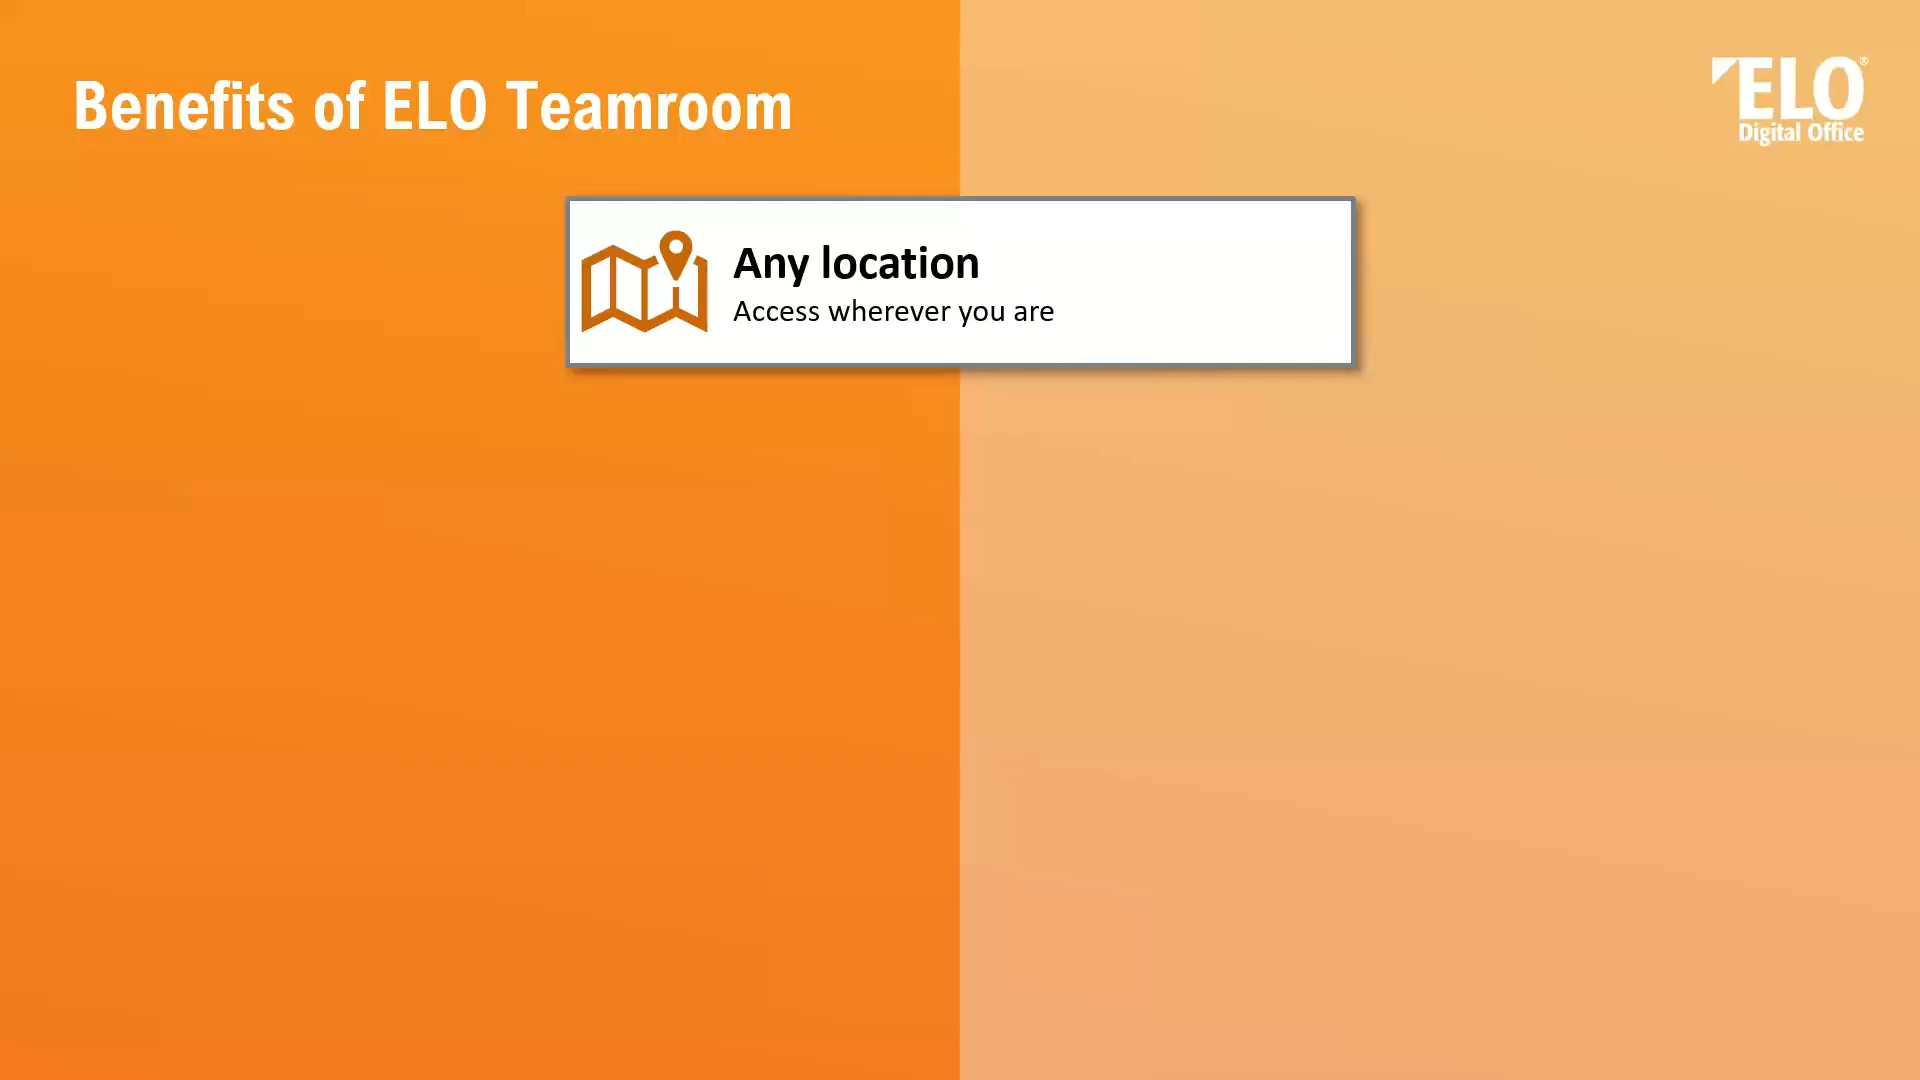 Benefits of ELO Teamroom
ELO®
Digital Office
Any location
Access wherever you are